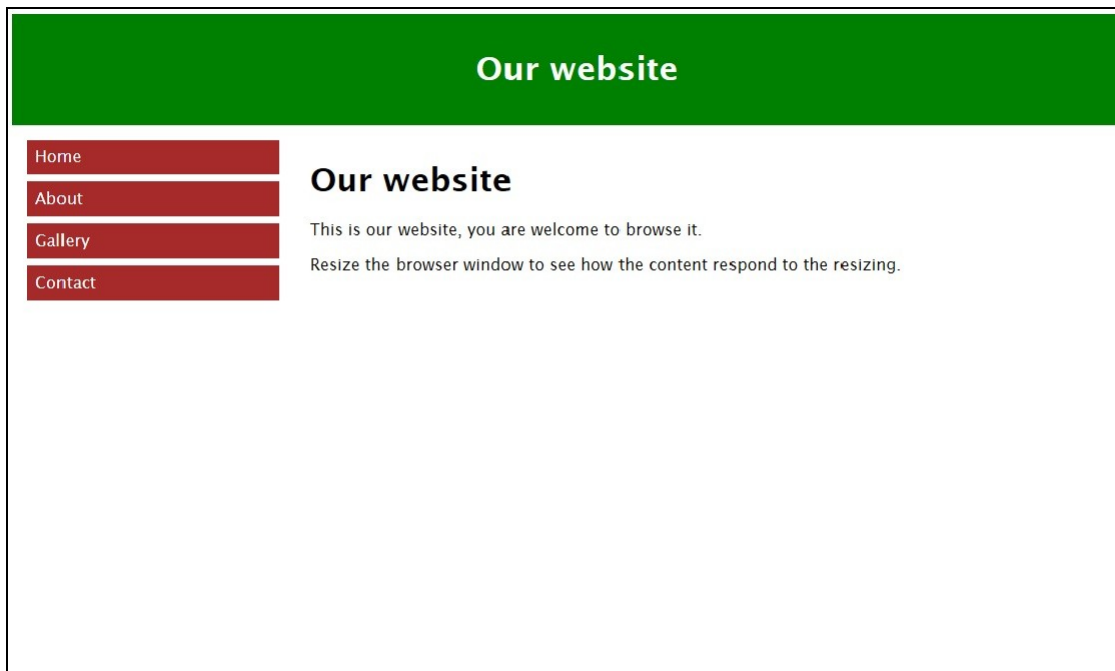 Our website
Home
About
Gallery
Contact
Our website
This is our website, you are welcome to browse it.
Resize the browser window to see how the content respond to the resizing.